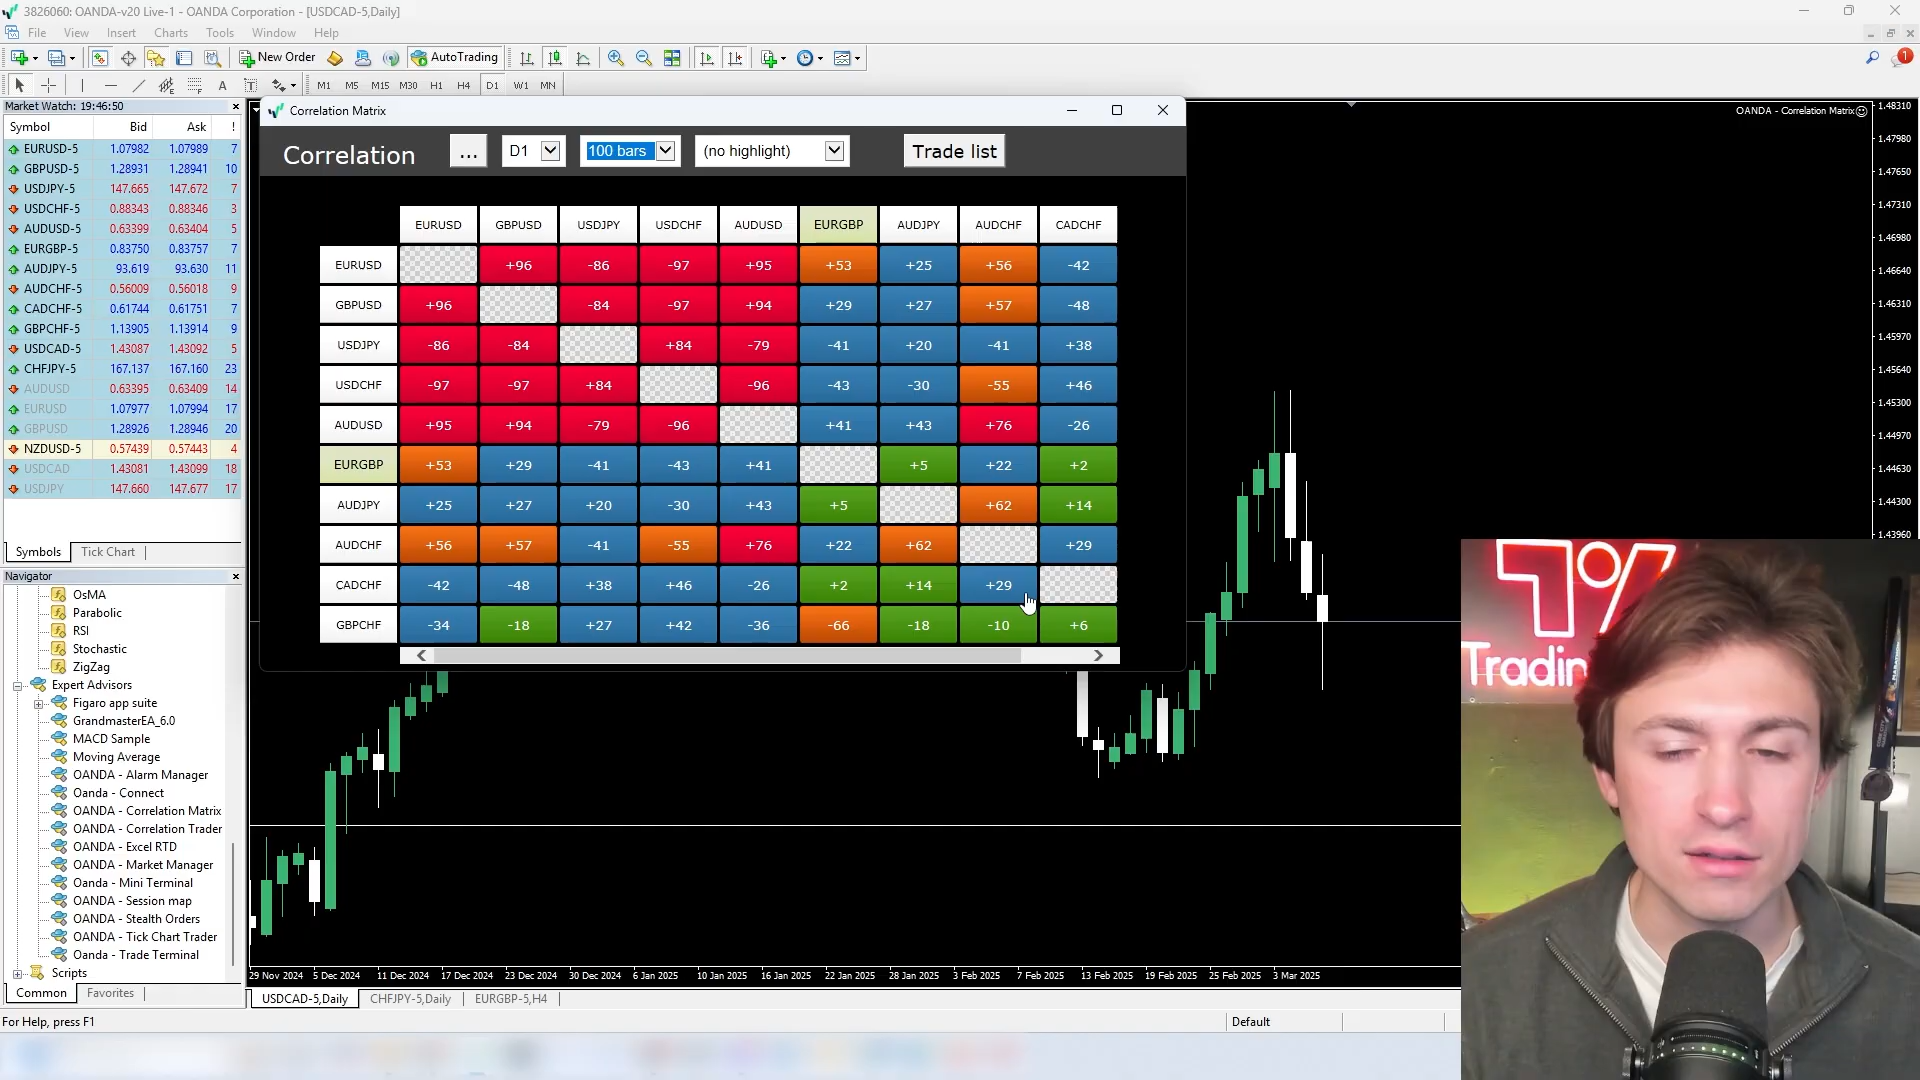 3826060: OANDA-v20 Live-1 - OANDA Corporation - [USDCAD-5,Daily]
File View Insert Charts Tools Window Help
New Order AutoTrading 1
A T M1 M5 M15 M30 H1 H4 D1 W1 MN
Market Watch: 19:46:50
Symbol Bid Ask !
EURUSD-5 1.07982 1.07989 7
GBPUSD-5 1.28931 1.28941 10
USDJPY-5 147.665 147.672 7
USDCHF-5 0.88343 0.88346 3
AUDUSD-5 0.63399 0.63404 5
EURGBP-5 0.83750 0.83757 7
AUDJPY-5 93.619 93.630 11
AUDCHF-5 0.56009 0.56018 9
CADCHF-5 0.61744 0.61751 7
GBPCHF-5 1.13905 1.13914 9
USDCAD-5 1.43087 1.43092 5
CHFJPY-5 167.137 167.160 23
AUDUSD 0.63395 0.63409 14
EURUSD 1.07977 1.07994 17
GBPUSD 1.28926 1.28946 20
NZDUSD-5 0.57439 0.57443 4
USDCAD 1.43081 1.43099 18
USDJPY 147.660 147.677 17
Symbols Tick Chart
Navigator
OsMA
Parabolic
RSI
Stochastic
ZigZag
Expert Advisors
Figaro app suite
GrandmasterEA_6.0
MACD Sample
Moving Average
OANDA - Alarm Manager
Oanda - Connect
OANDA - Correlation Matrix
OANDA - Correlation Trader
OANDA - Excel RTD
OANDA - Market Manager
Oanda - Mini Terminal
OANDA - Session map
OANDA - Stealth Orders
OANDA - Tick Chart Trader
Oanda - Trade Terminal
Scripts
Common Favorites
For Help, press F1
Correlation Matrix
Correlation ... D1 100 bars (no highlight) Trade list
EURUSD GBPUSD USDJPY USDCHF AUDUSD EURGBP AUDJPY AUDCHF CADCHF
EURUSD +96 -86 -97 +95 +53 +25 +56 -42
GBPUSD +96 -84 -97 +94 +29 +27 +57 -48
USDJPY -86 -84 +84 -79 -41 +20 -41 +38
USDCHF -97 -97 +84 -96 -43 -30 -55 +46
AUDUSD +95 +94 -79 -96 +41 +43 +76 -26
EURGBP +53 +29 -41 -43 +41 +5 +22 +2
AUDJPY +25 +27 +20 -30 +43 +5 +62 +14
AUDCHF +56 +57 -41 -55 +76 +22 +62 +29
CADCHF -42 -48 +38 +46 -26 +2 +14 +29
GBPCHF -34 -18 +27 +42 -36 -66 -18 -10 +6
OANDA - Correlation Matrix
1.48310
1.47980
1.47650
1.47310
1.46980
1.46640
1.46310
1.45970
1.45640
1.45300
1.44970
1.44630
1.44300
1.43960
29 Nov 2024 5 Dec 2024 11 Dec 2024 17 Dec 2024 23 Dec 2024 30 Dec 2024 6 Jan 2025 10 Jan 2025 16 Jan 2025 22 Jan 2025 28 Jan 2025 3 Feb 2025 7 Feb 2025 13 Feb 2025 19 Feb 2025 25 Feb 2025 3 Mar 2025
USDCAD-5,Daily CHFJPY-5,Daily EURGBP-5,H4
Default
1%